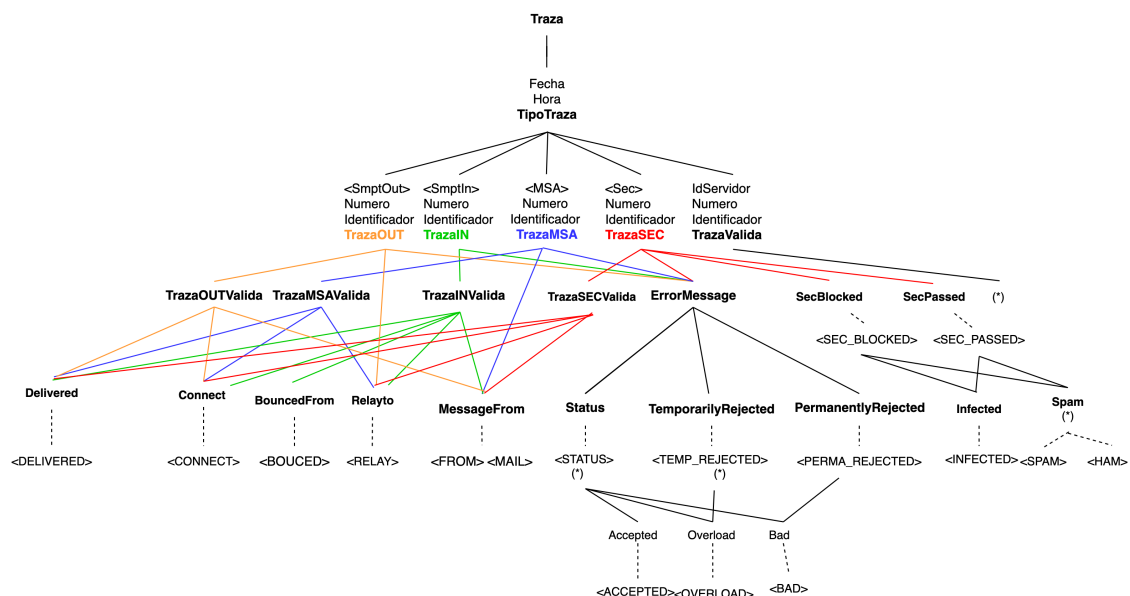 Traza
Fecha
Hora
TipoTraza
<SmptOut> <SmptIn> <MSA> <Sec> IdServidor
Numero Numero Numero Numero Numero
Identificador Identificador Identificador Identificador Identificador
TrazaOUT TrazaIN TrazaMSA TrazaSEC TrazaValida
TrazaOUTValida TrazaMSAValida TrazaINValida TrazaSECValida ErrorMessage SecBlocked SecPassed (*)
<SEC_BLOCKED> <SEC_PASSED>
Delivered Connect BouncedFrom Relayto MessageFrom Status TemporarilyRejected PermanentlyRejected Infected Spam
(*)
<DELIVERED> <CONNECT> <BOUCED> <RELAY> <FROM> <MAIL> <STATUS> <TEMP_REJECTED> <PERMA_REJECTED> <INFECTED> <SPAM> <HAM>
(*) (*)
Accepted Overload Bad
<ACCEPTED> <OVERLOAD> <BAD>